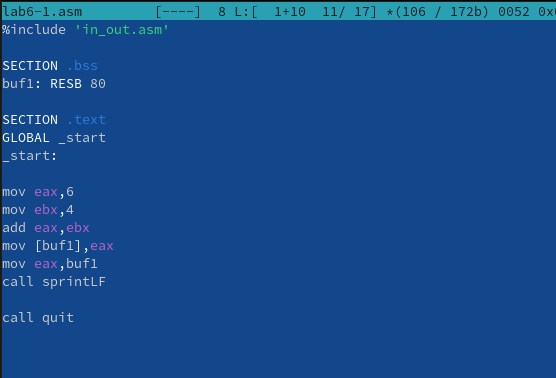 lab6-1.asm [----] 8 L:[ 1+10 11/ 17] *(106 / 172b) 0052 0x
%include 'in_out.asm'
SECTION .bss
buf1: RESB 80
SECTION .text
GLOBAL _start
_start:
mov eax,6
mov ebx,4
add eax,ebx
mov [buf1],eax
mov eax,buf1
call sprintLF
call quit